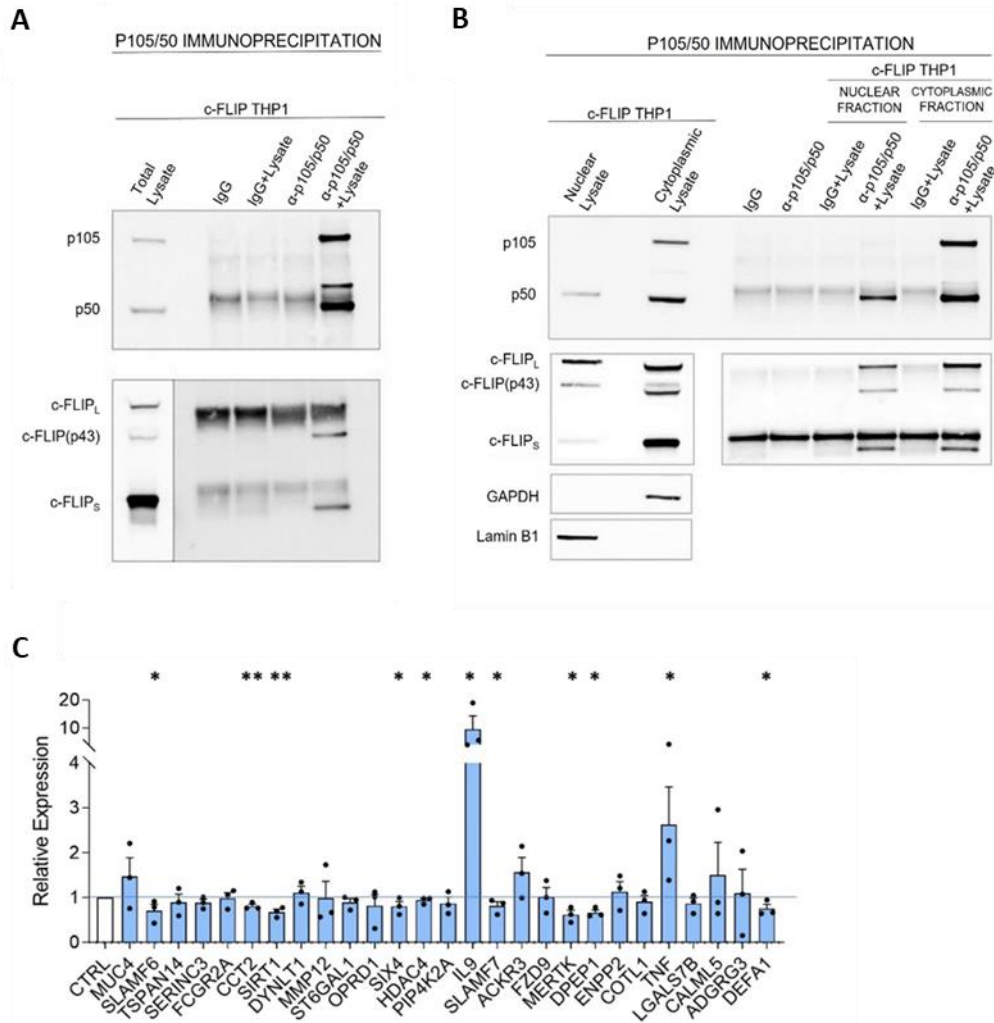 A
P105/50 IMMUNOPRECIPITATION
c-FLIP THP1
Total Lysate
IgG
IgG+Lysate
α-p105/p50
α-p105/p50 +Lysate
p105
p50
c-FLIPL
c-FLIP(p43)
c-FLIPS
B
P105/50 IMMUNOPRECIPITATION
c-FLIP THP1
c-FLIP THP1
NUCLEAR FRACTION
CYTOPLASMIC FRACTION
Nuclear Lysate
Cytoplasmic Lysate
IgG
α-p105/p50
IgG+Lysate
α-p105/p50 +Lysate
IgG+Lysate
α-p105/p50 +Lysate
p105
p50
c-FLIPL
c-FLIP(p43)
c-FLIPS
GAPDH
Lamin B1
C
* ** ** * * * * * * * *
Relative Expression
20
10
4
3
2
1
0
CTRL
MUC4
SLAMF6
TSPAN14
SERINC3
FCGR2A
CCT2
SIRT1
DYNLT1
MMP12
ST6GAL1
OPRD1
SNX4
HDAC4
PIP4K2A
IL9
SLAMF7
ACKR3
FZD9
MERTK
DPEP1
ENPP2
COTL1
TNF
LGALS7B
CALML5
ADGRG3
DEFA1